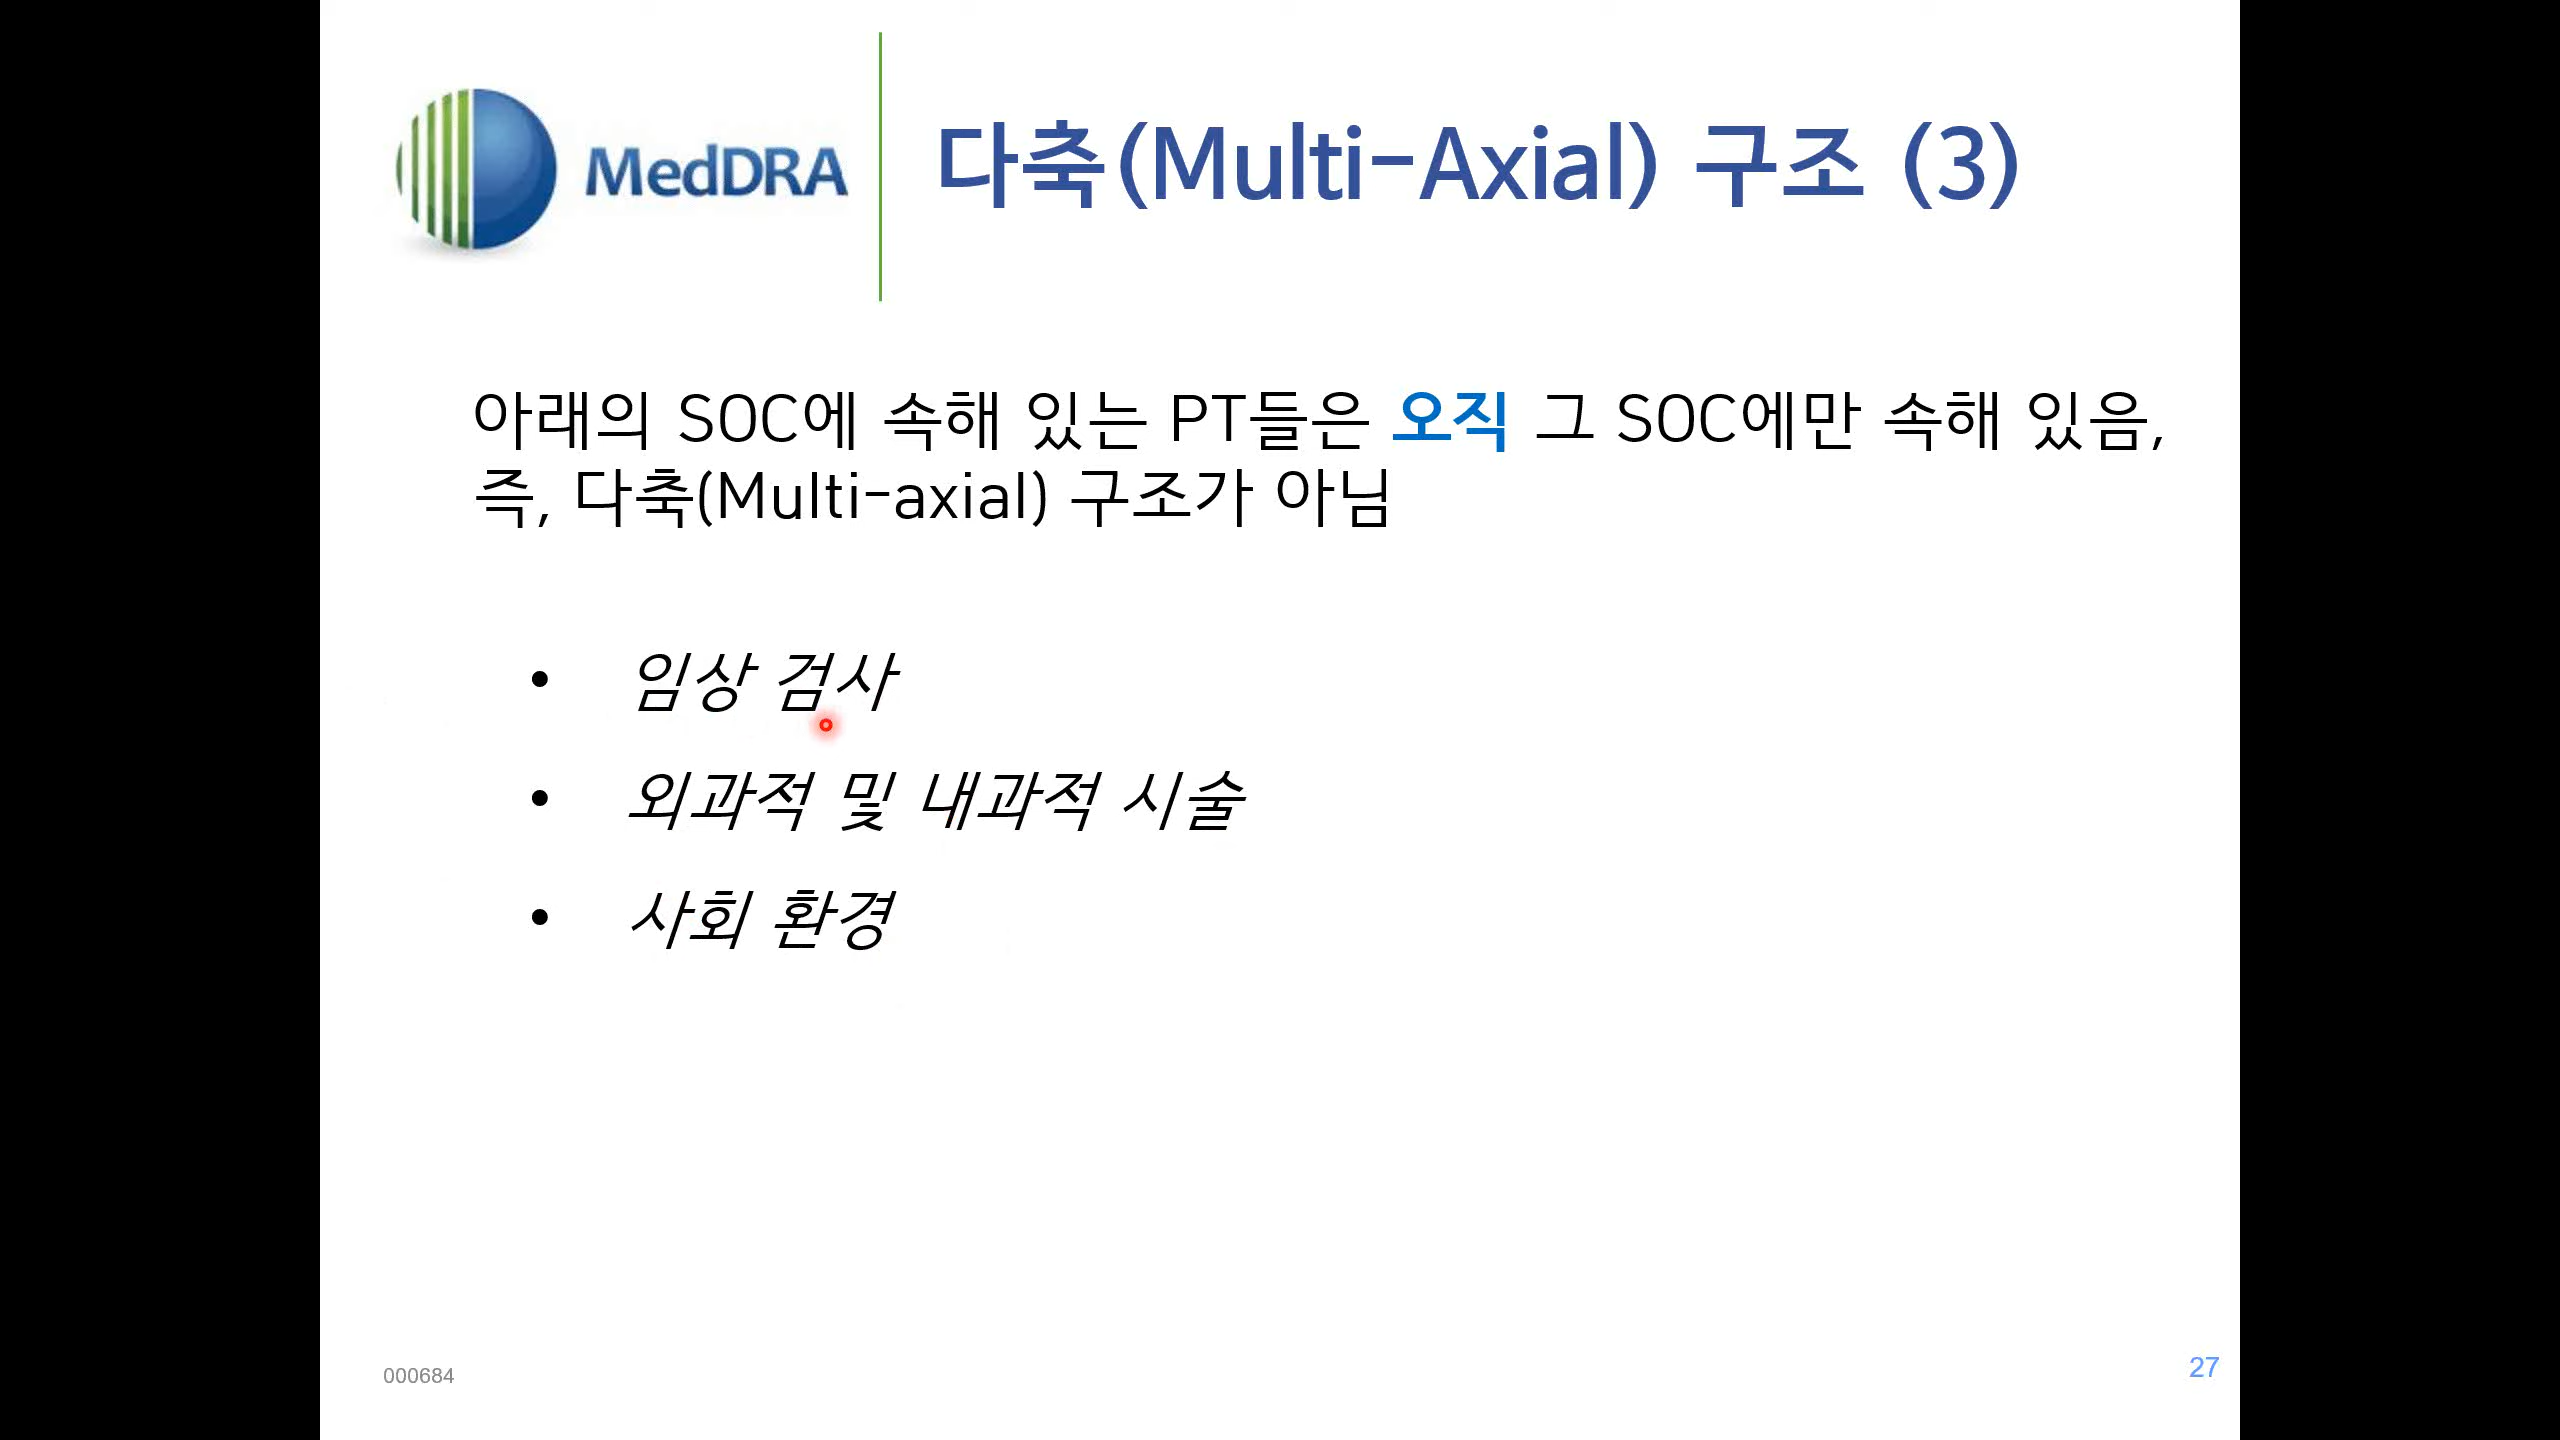 MedDRA
다축(Multi-Axial) 구조 (3)
아래의 SOC에 속해 있는 PT들은 오직 그 SOC에만 속해 있음,
즉, 다축(Multi-axial) 구조가 아님
• 임상 검사
• 외과적 및 내과적 시술
• 사회 환경
000684
27